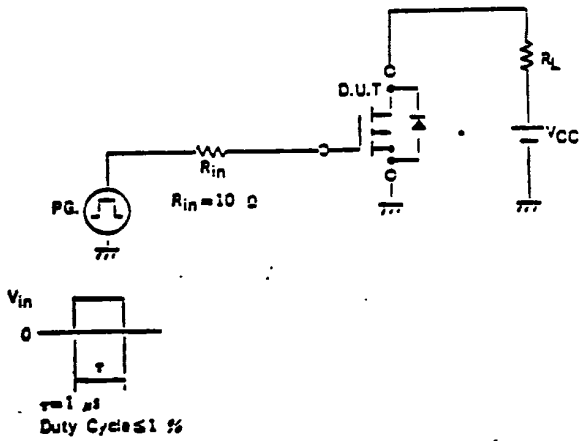 D.U.T
RL
VCC
Rin
PG.
Rin=10 Ω
Vin
0
τ
τ=1 μs
Duty Cycle≤1 %